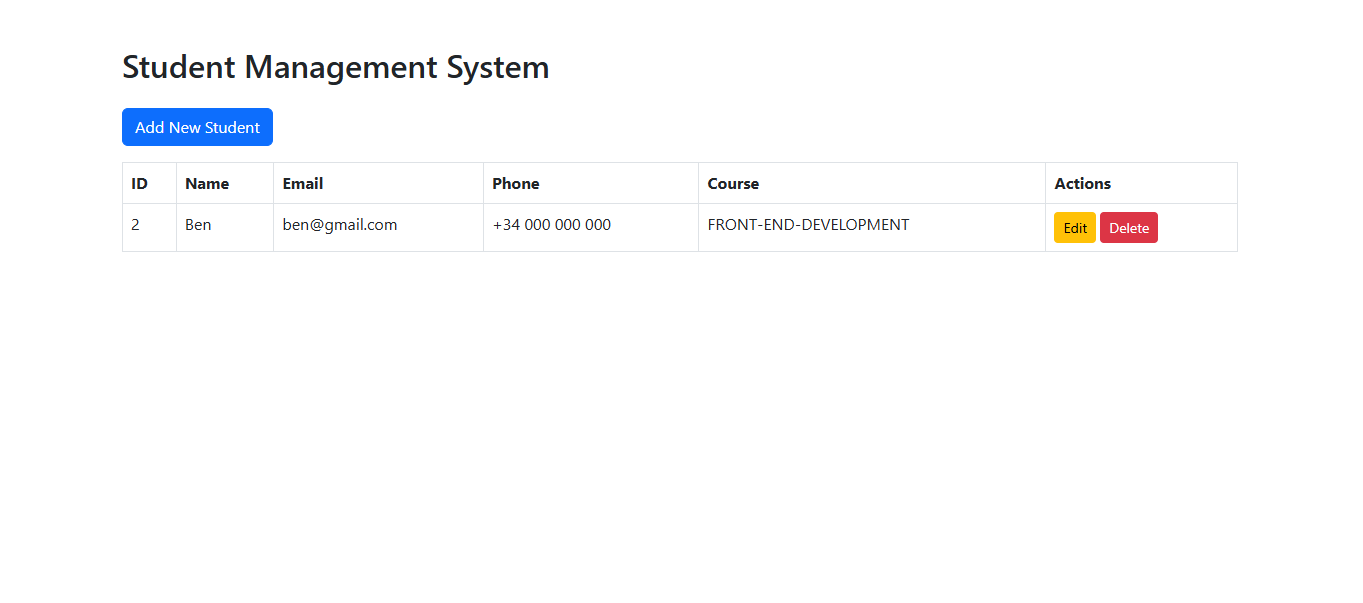 Student Management System
Add New Student
ID Name Email Phone Course Actions
2 Ben ben@gmail.com +34 000 000 000 FRONT-END-DEVELOPMENT Edit Delete